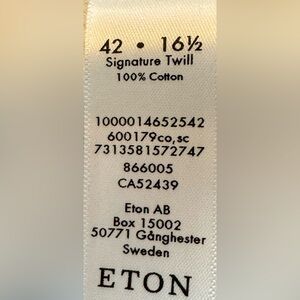 42 • 16½
Signature Twill
100% Cotton
1000014652542
600179co,sc
7313581572747
866005
CA52439
Eton AB
Box 15002
50771 Gånghester
Sweden
ETON